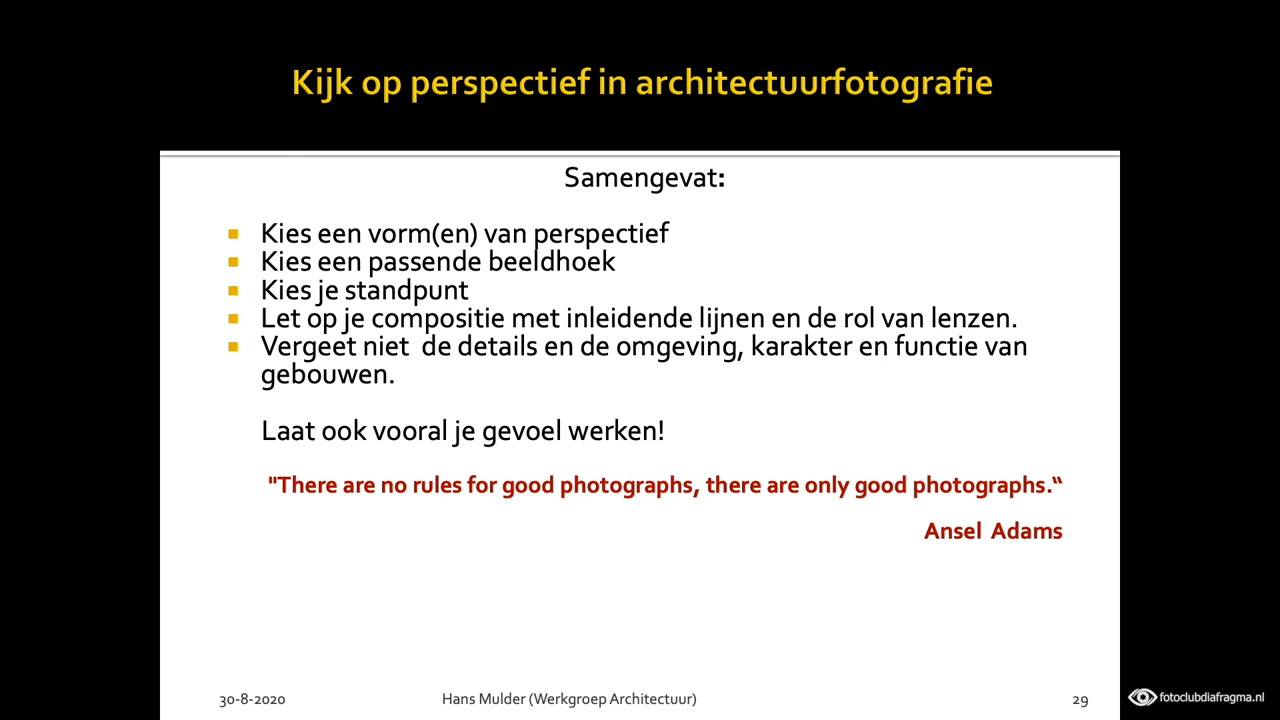 Kijk op perspectief in architectuurfotografie
Samengevat:
Kies een vorm(en) van perspectief
Kies een passende beeldhoek
Kies je standpunt
Let op je compositie met inleidende lijnen en de rol van lenzen.
Vergeet niet  de details en de omgeving, karakter en functie van
gebouwen.
Laat ook vooral je gevoel werken!
"There are no rules for good photographs, there are only good photographs.“
Ansel  Adams
30-8-2020
Hans Mulder (Werkgroep Architectuur)
29
fotoclubdiafragma.nl